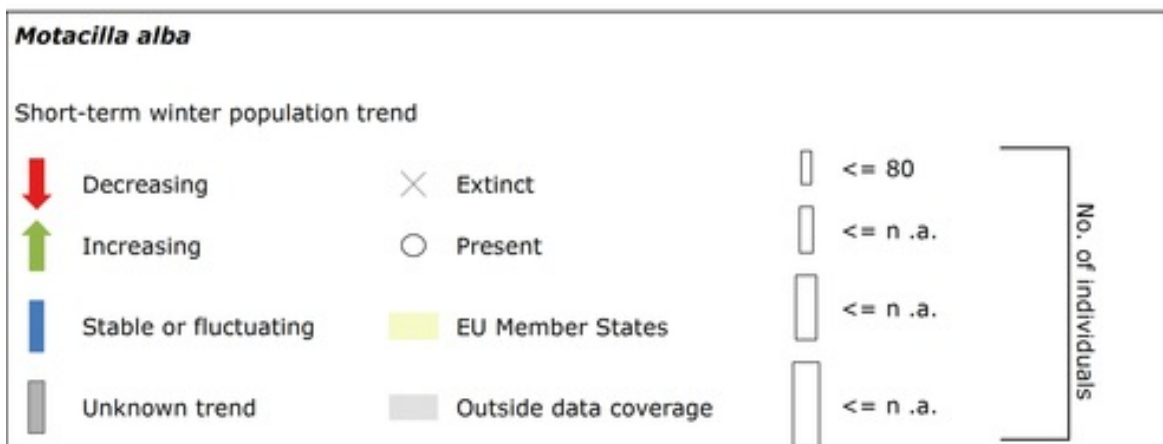 Motacilla alba
Short-term winter population trend
Decreasing
Extinct
<= 80
Increasing
Present
<= n .a.
Stable or fluctuating
EU Member States
<= n .a.
Unknown trend
Outside data coverage
<= n .a.
No. of individuals